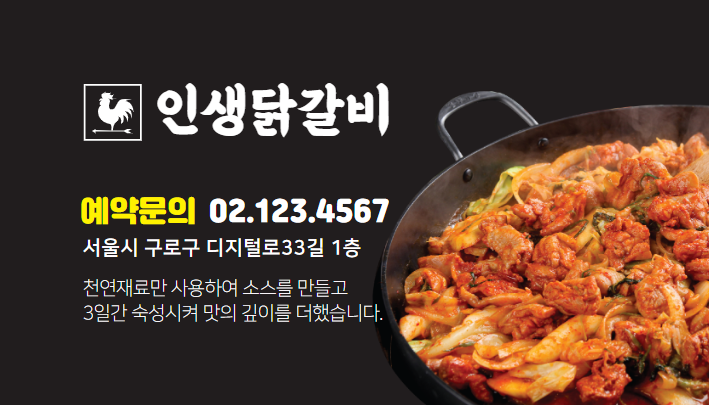 인생닭갈비
예약문의 02.123.4567
서울시 구로구 디지털로33길 1층
천연재료만 사용하여 소스를 만들고
3일간 숙성시켜 맛의 깊이를 더했습니다.